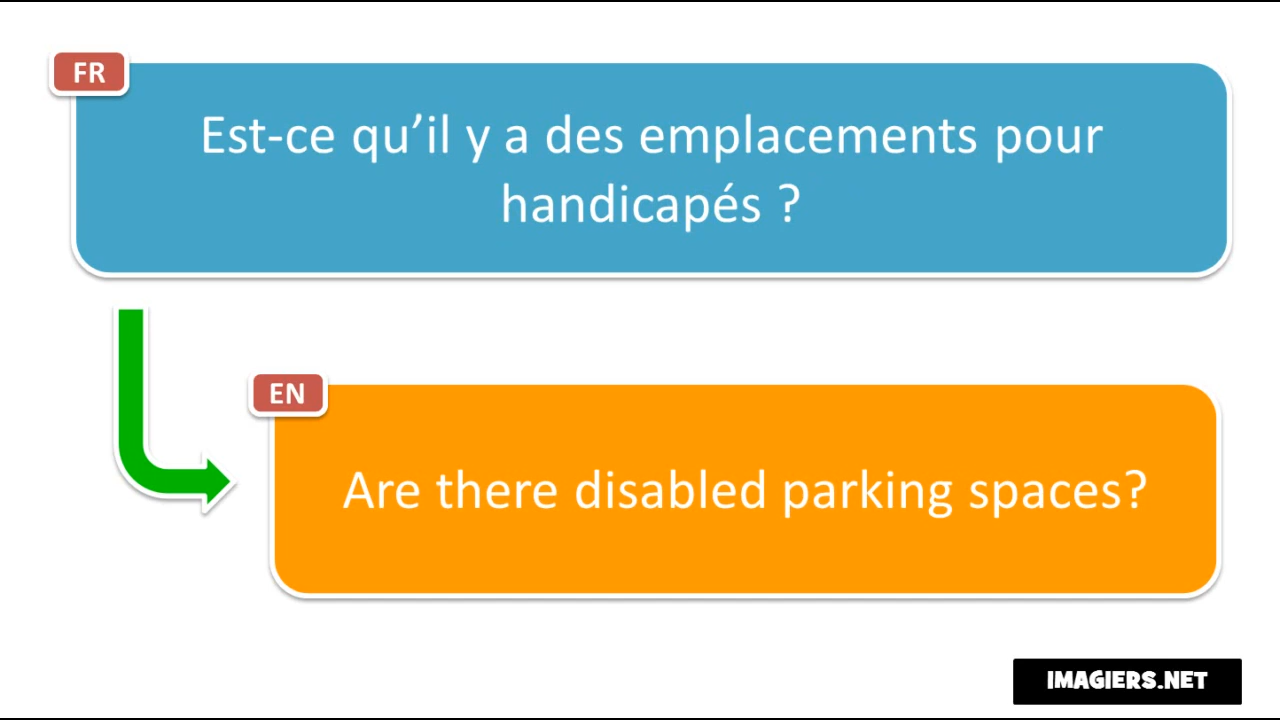 FR
Est-ce qu’il y a des emplacements pour
handicapés ?
EN
Are there disabled parking spaces?
IMAGIERS.NET